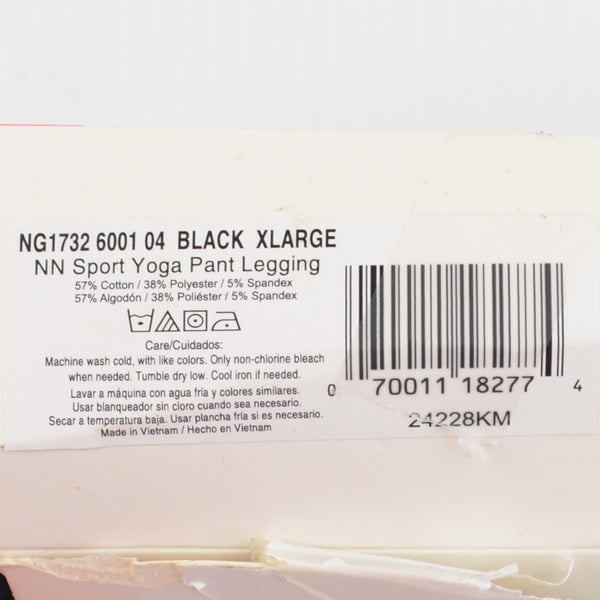 NG1732 6001 04 BLACK XLARGE
NN Sport Yoga Pant Legging
57% Cotton / 38% Polyester / 5% Spandex
57% Algodón / 38% Poliéster / 5% Spandex
Care/Cuidados:
Machine wash cold, with like colors. Only non-chlorine bleach
when needed. Tumble dry low. Cool iron if needed.
Lavar a máquina con agua fría y colores similares.
Usar blanqueador sin cloro cuando sea necesario.
Secar a temperatura baja. Usar plancha fría si es necesario.
Made in Vietnam / Hecho en Vietnam
0 70011 18277 4
24228KM